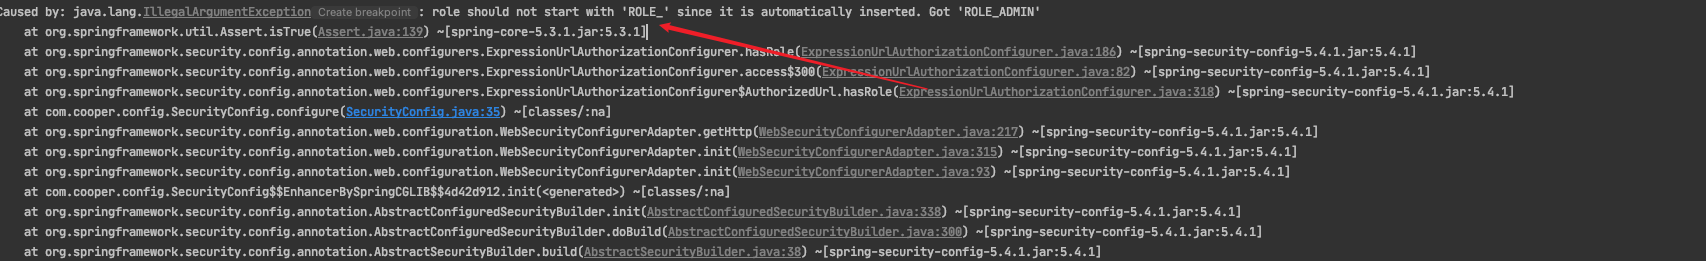 Caused by: java.lang.IllegalArgumentException Create breakpoint : role should not start with 'ROLE_' since it is automatically inserted. Got 'ROLE_ADMIN'
at org.springframework.util.Assert.isTrue(Assert.java:139) ~[spring-core-5.3.1.jar:5.3.1]
at org.springframework.security.config.annotation.web.configurers.ExpressionUrlAuthorizationConfigurer.hasRole(ExpressionUrlAuthorizationConfigurer.java:186) ~[spring-security-config-5.4.1.jar:5.4.1]
at org.springframework.security.config.annotation.web.configurers.ExpressionUrlAuthorizationConfigurer.access$300(ExpressionUrlAuthorizationConfigurer.java:82) ~[spring-security-config-5.4.1.jar:5.4.1]
at org.springframework.security.config.annotation.web.configurers.ExpressionUrlAuthorizationConfigurer$AuthorizedUrl.hasRole(ExpressionUrlAuthorizationConfigurer.java:318) ~[spring-security-config-5.4.1.jar:5.4.1]
at com.cooper.config.SecurityConfig.configure(SecurityConfig.java:35) ~[classes/:na]
at org.springframework.security.config.annotation.web.configuration.WebSecurityConfigurerAdapter.getHttp(WebSecurityConfigurerAdapter.java:217) ~[spring-security-config-5.4.1.jar:5.4.1]
at org.springframework.security.config.annotation.web.configuration.WebSecurityConfigurerAdapter.init(WebSecurityConfigurerAdapter.java:315) ~[spring-security-config-5.4.1.jar:5.4.1]
at org.springframework.security.config.annotation.web.configuration.WebSecurityConfigurerAdapter.init(WebSecurityConfigurerAdapter.java:93) ~[spring-security-config-5.4.1.jar:5.4.1]
at com.cooper.config.SecurityConfig$$EnhancerBySpringCGLIB$$4d42d912.init(<generated>) ~[classes/:na]
at org.springframework.security.config.annotation.AbstractConfiguredSecurityBuilder.init(AbstractConfiguredSecurityBuilder.java:338) ~[spring-security-config-5.4.1.jar:5.4.1]
at org.springframework.security.config.annotation.AbstractConfiguredSecurityBuilder.doBuild(AbstractConfiguredSecurityBuilder.java:300) ~[spring-security-config-5.4.1.jar:5.4.1]
at org.springframework.security.config.annotation.AbstractSecurityBuilder.build(AbstractSecurityBuilder.java:38) ~[spring-security-config-5.4.1.jar:5.4.1]